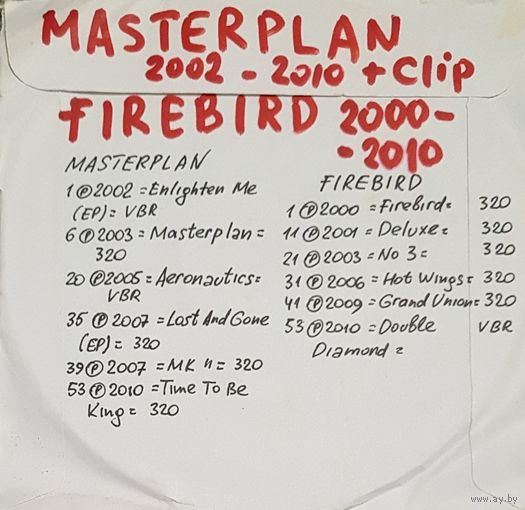 MASTERPLAN
2002 - 2010 + Clip
FIREBIRD 2000-
-2010
MASTERPLAN
1 ℗ 2002 = Enlighten Me
(EP) = VBR
6 ℗ 2003 = Masterplan =
320
20 ℗ 2005 = Aeronautics =
VBR
35 ℗ 2007 = Lost And Gone
(EP) = 320
39 ℗ 2007 = MK II = 320
53 ℗ 2010 = Time To Be
King = 320
FIREBIRD
1 ℗ 2000 = Firebird = 320
11 ℗ 2001 = Deluxe = 320
21 ℗ 2003 = No 3 = 320
31 ℗ 2006 = Hot Wings = 320
41 ℗ 2009 = Grand Union = 320
53 ℗ 2010 = Double VBR
Diamond =
www.ay.by